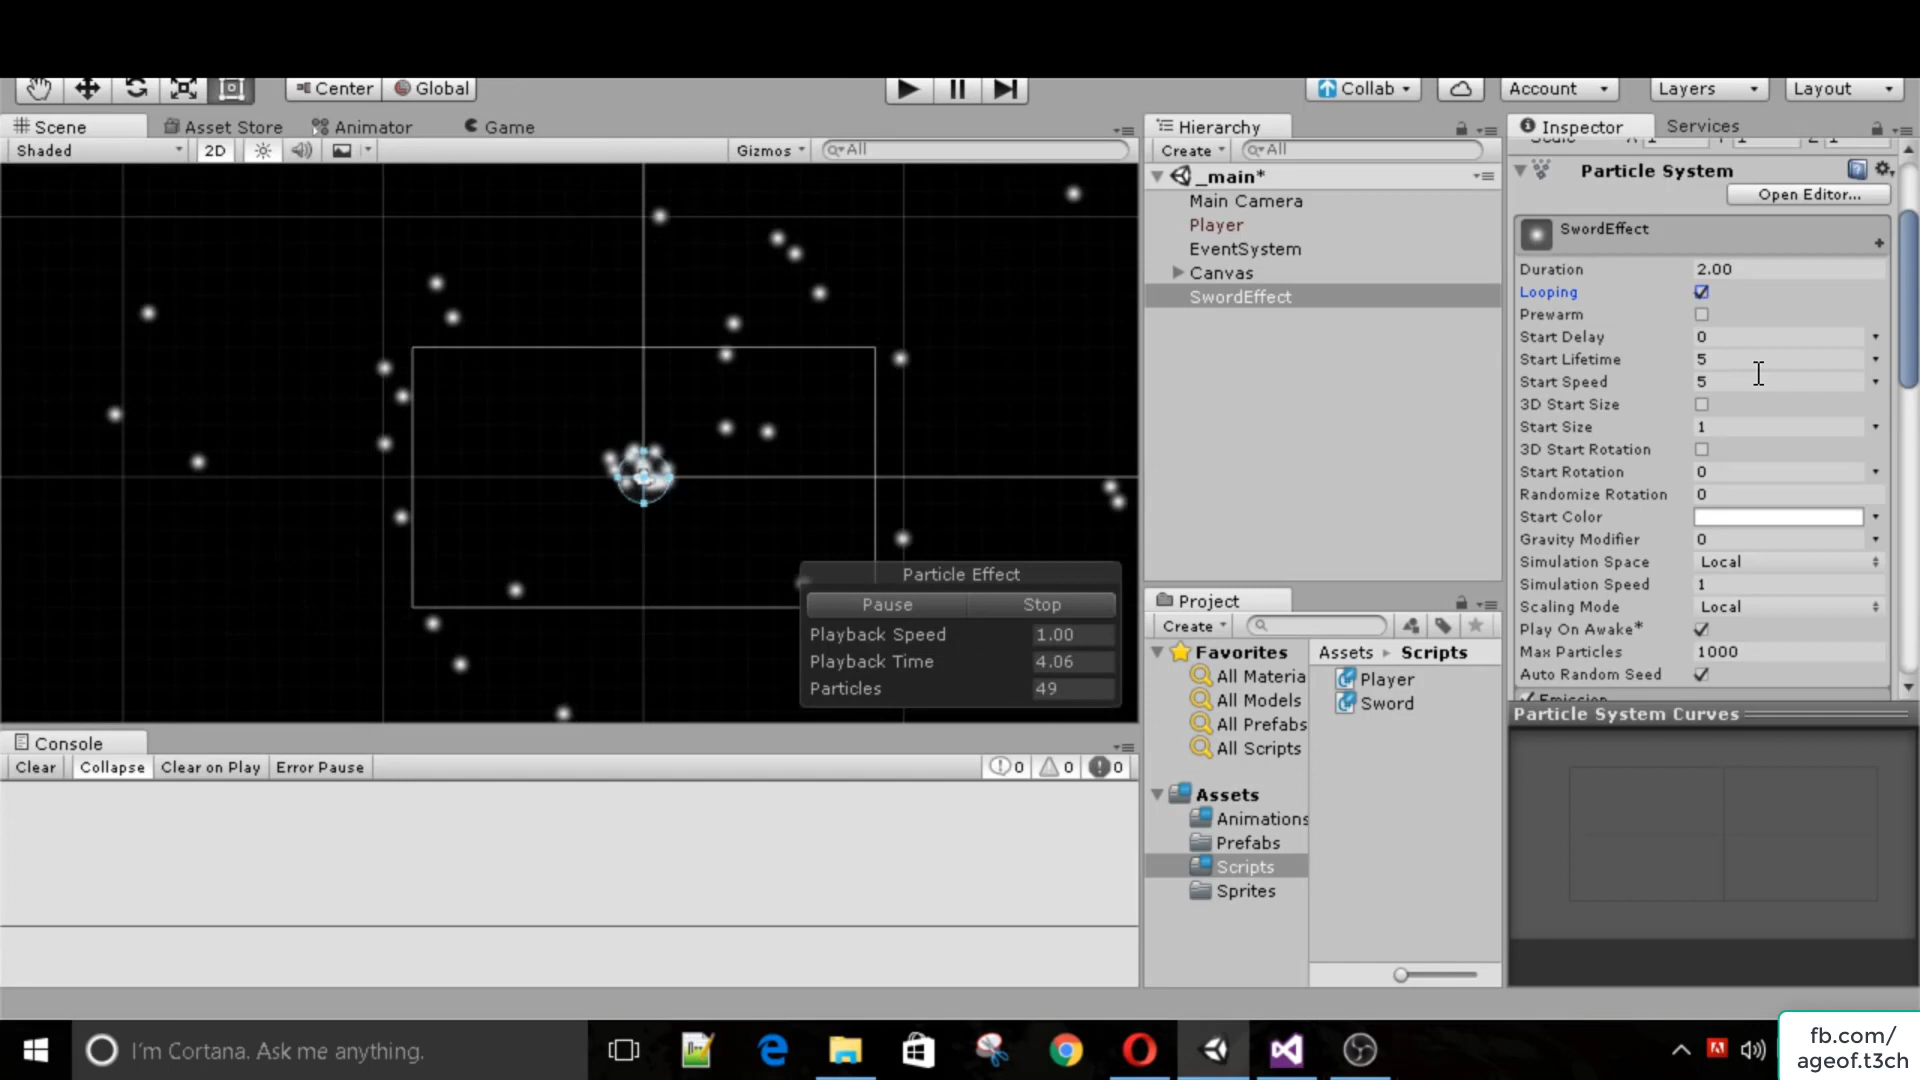 Center
Global
Collab
Account
Layers
Layout
Scene
Asset Store
Animator
Game
Shaded
2D
Gizmos
All
Hierarchy
Create
All
_main*
Main Camera
Player
EventSystem
Canvas
SwordEffect
Inspector
Services
Scale X 1 Y 1 Z 1
Particle System
Open Editor...
SwordEffect
Duration 2.00
Looping
Prewarm
Start Delay 0
Start Lifetime 5
Start Speed 5
3D Start Size
Start Size 1
3D Start Rotation
Start Rotation 0
Randomize Rotation 0
Start Color
Gravity Modifier 0
Simulation Space Local
Simulation Speed 1
Scaling Mode Local
Play On Awake*
Max Particles 1000
Auto Random Seed
Emission
Particle System Curves
Particle Effect
Pause Stop
Playback Speed 1.00
Playback Time 4.06
Particles 49
Project
Create
Favorites
All Materia
All Models
All Prefabs
All Scripts
Assets
Animations
Prefabs
Scripts
Sprites
Assets Scripts
Player
Sword
Console
Clear Collapse Clear on Play Error Pause
0 0 0
I'm Cortana. Ask me anything.
fb.com/
ageof.t3ch